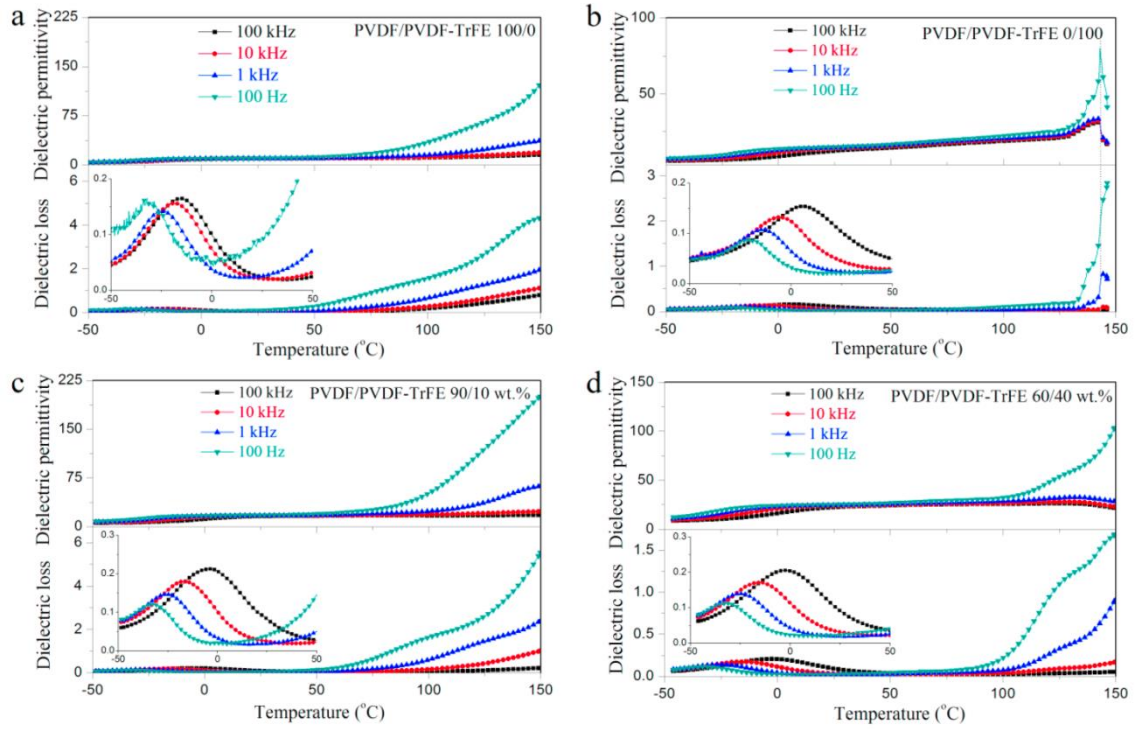 a
225
150
75
0
Dielectric permittivity
100 kHz
10 kHz
1 kHz
100 Hz
PVDF/PVDF-TrFE 100/0
6
4
2
0
Dielectric loss
0.2
0.1
0.0
-50
0
50
-50
0
50
100
150
Temperature (°C)
b
100
50
0
Dielectric permittivity
100 kHz
10 kHz
1 kHz
100 Hz
PVDF/PVDF-TrFE 0/100
3
2
1
0
Dielectric loss
0.2
0.1
0.0
-50
0
50
-50
0
50
100
150
Temperature (°C)
c
225
150
75
0
Dielectric permittivity
100 kHz
10 kHz
1 kHz
100 Hz
PVDF/PVDF-TrFE 90/10 wt.%
6
4
2
0
Dielectric loss
0.3
0.2
0.1
0.0
-50
0
50
-50
0
50
100
150
Temperature (°C)
d
150
100
50
0
Dielectric permittivity
100 kHz
10 kHz
1 kHz
100 Hz
PVDF/PVDF-TrFE 60/40 wt.%
1.5
1.0
0.5
0.0
Dielectric loss
0.3
0.2
0.1
0.0
-50
0
50
-50
0
50
100
150
Temperature (°C)